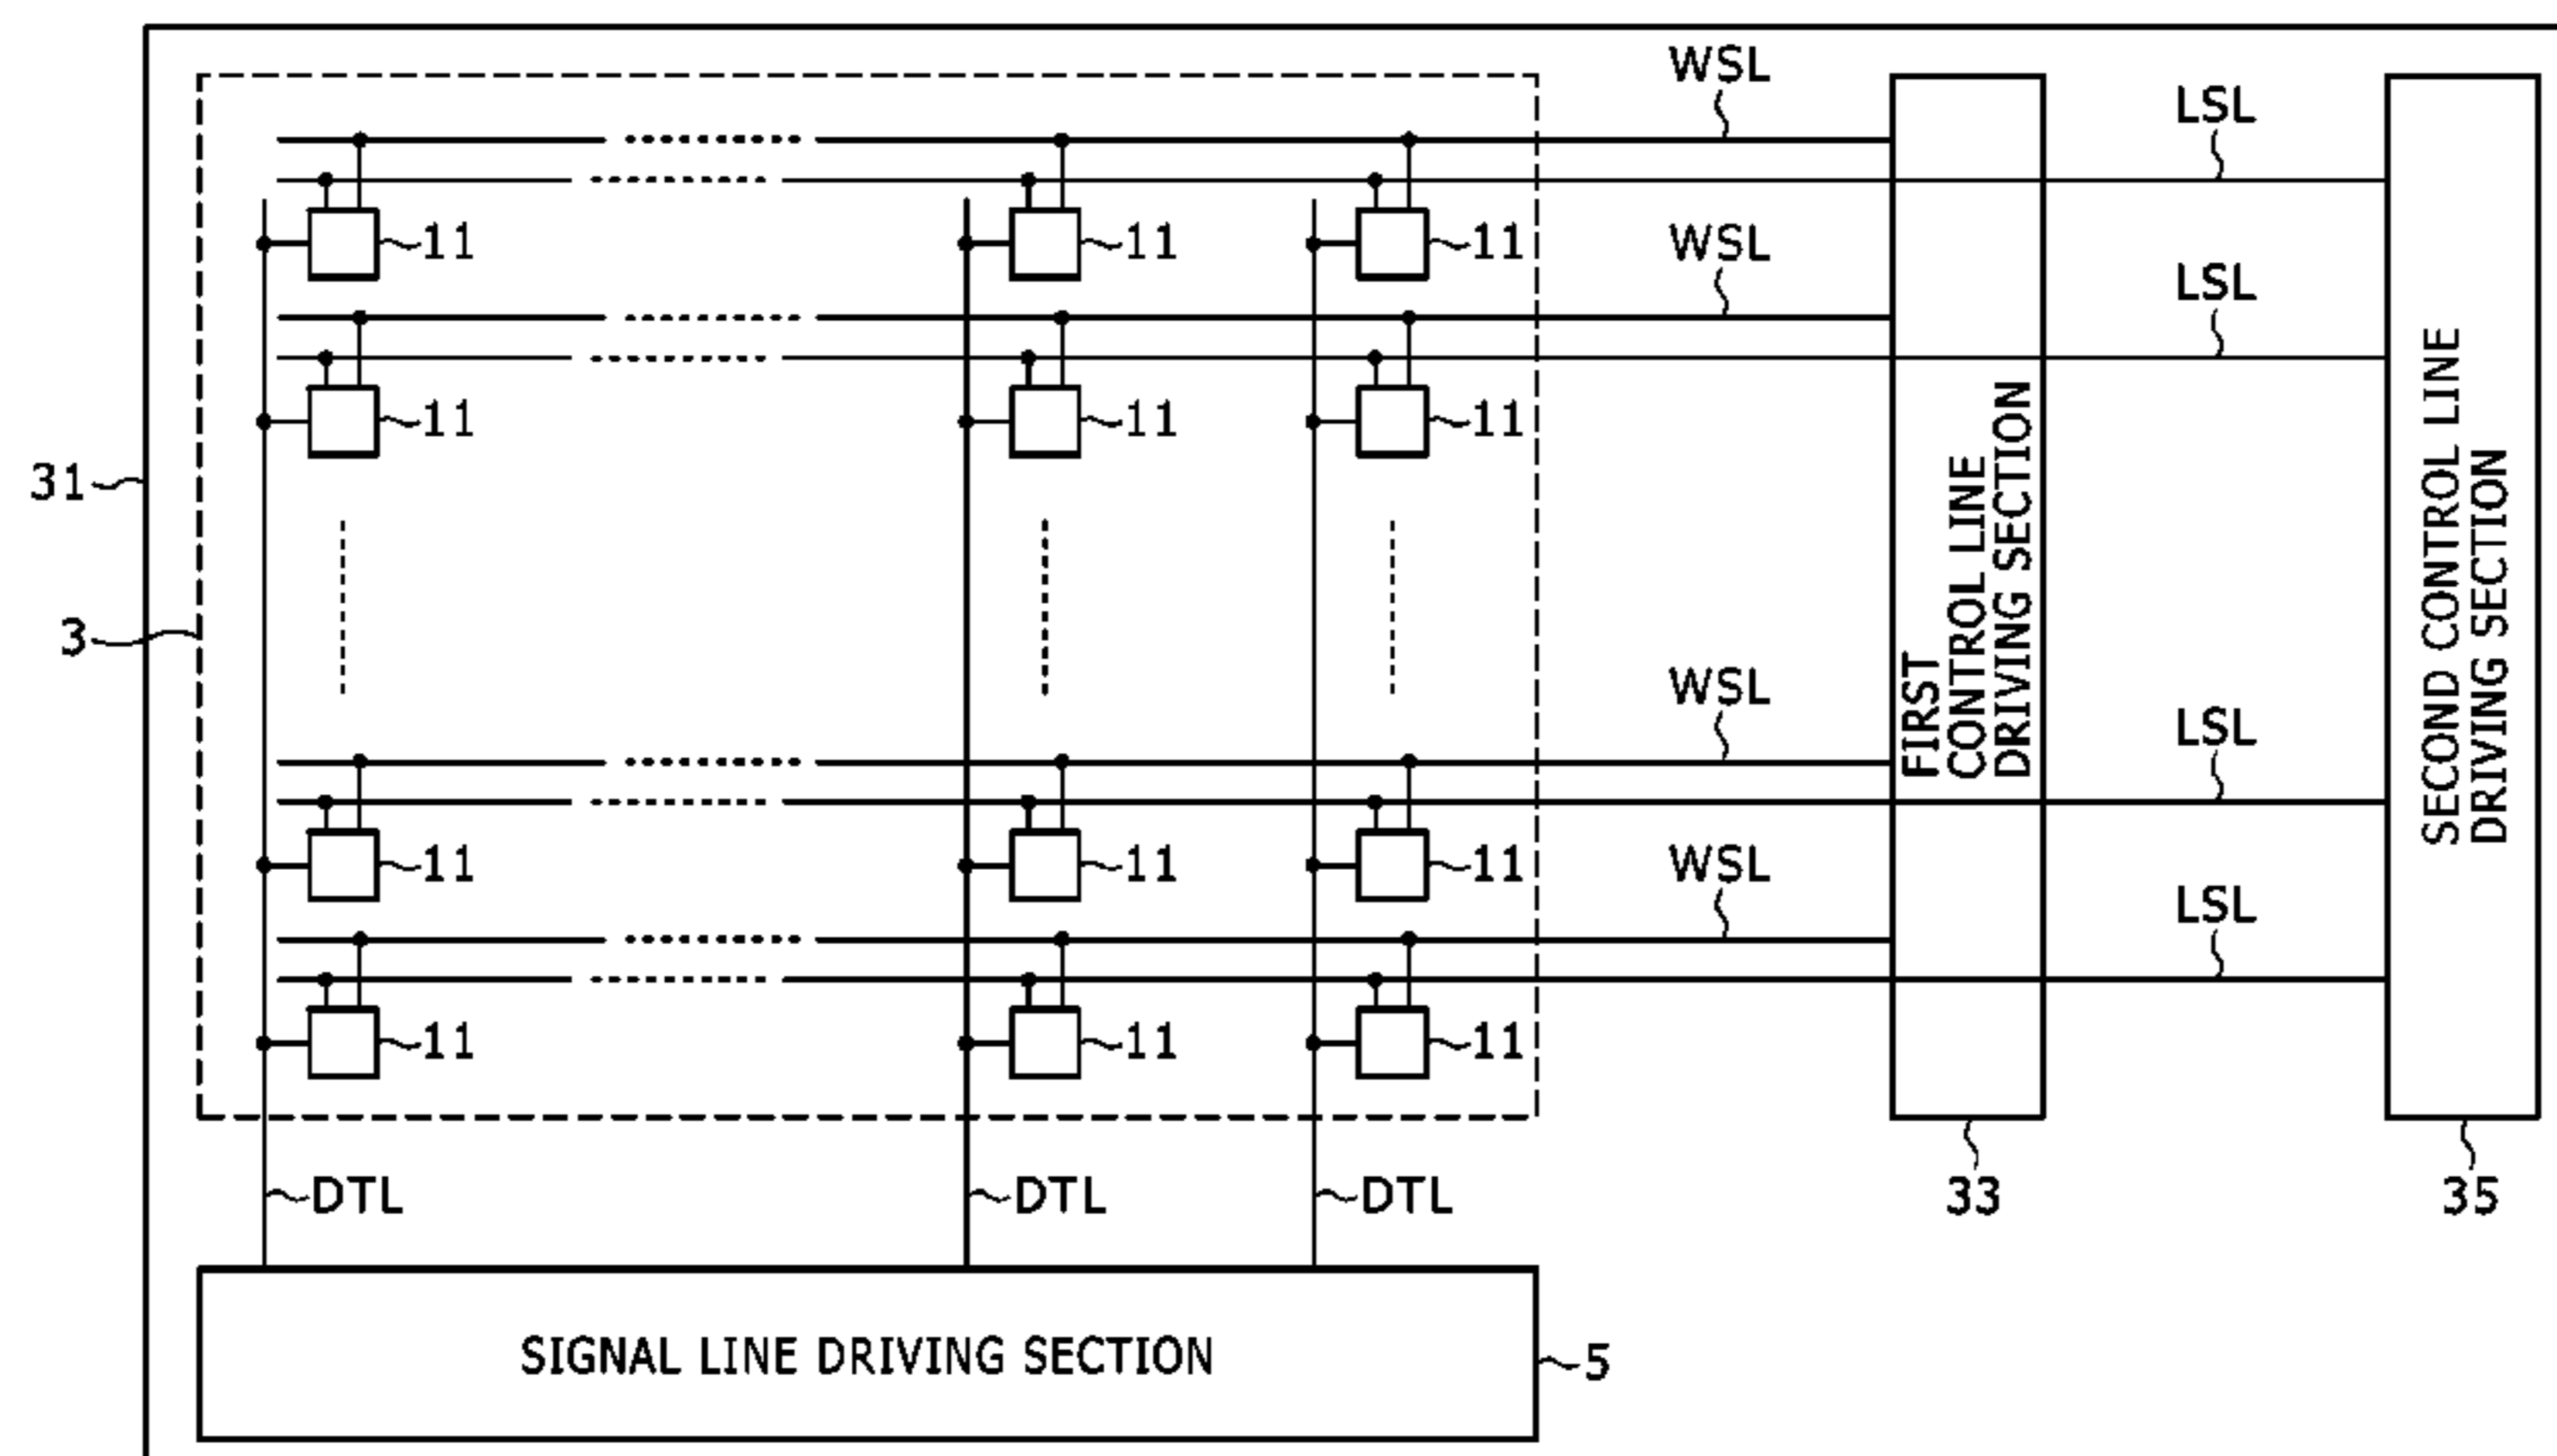 WSL
LSL
11 11 11
WSL
LSL
11 11 11
31
3
WSL
LSL
11 11 11
WSL
LSL
11 11 11
FIRST
CONTROL LINE
DRIVING SECTION
SECOND CONTROL LINE
DRIVING SECTION
33
35
DTL DTL DTL
SIGNAL LINE DRIVING SECTION
5